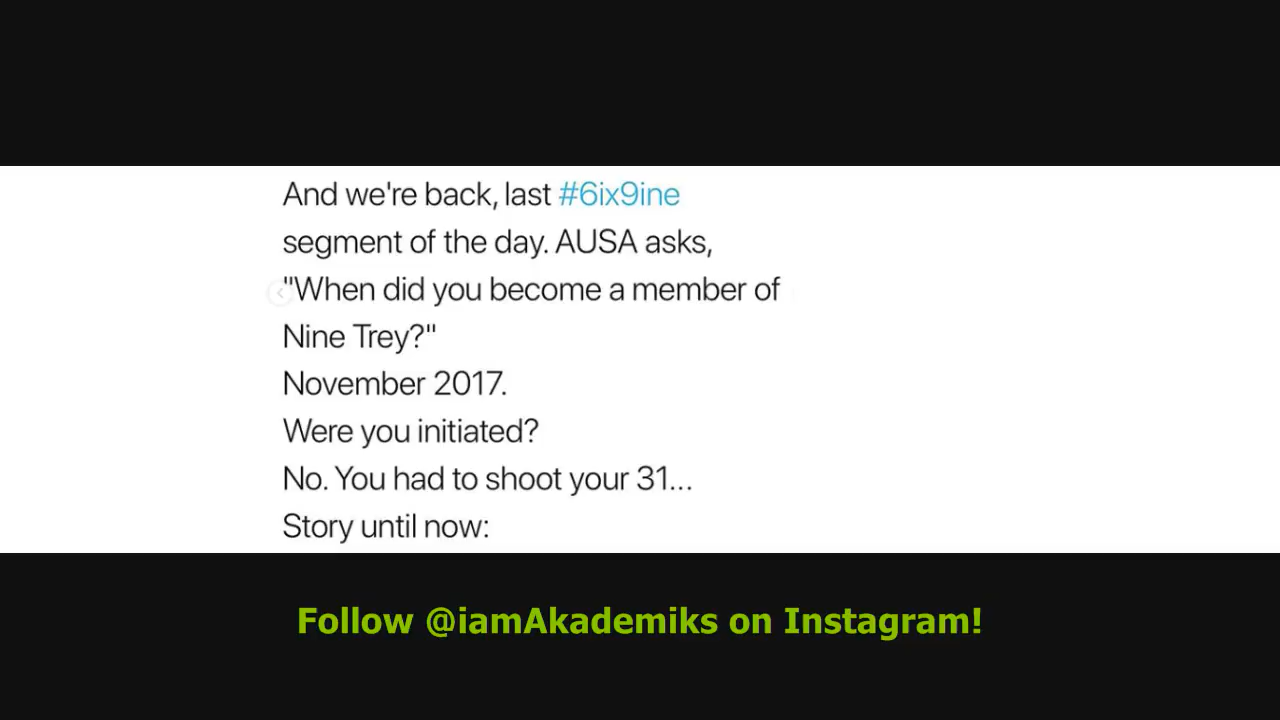 And we're back, last #6ix9ine
segment of the day. AUSA asks,
"When did you become a member of
Nine Trey?"
November 2017.
Were you initiated?
No. You had to shoot your 31...
Story until now:
Follow @iamAkademiks on Instagram!